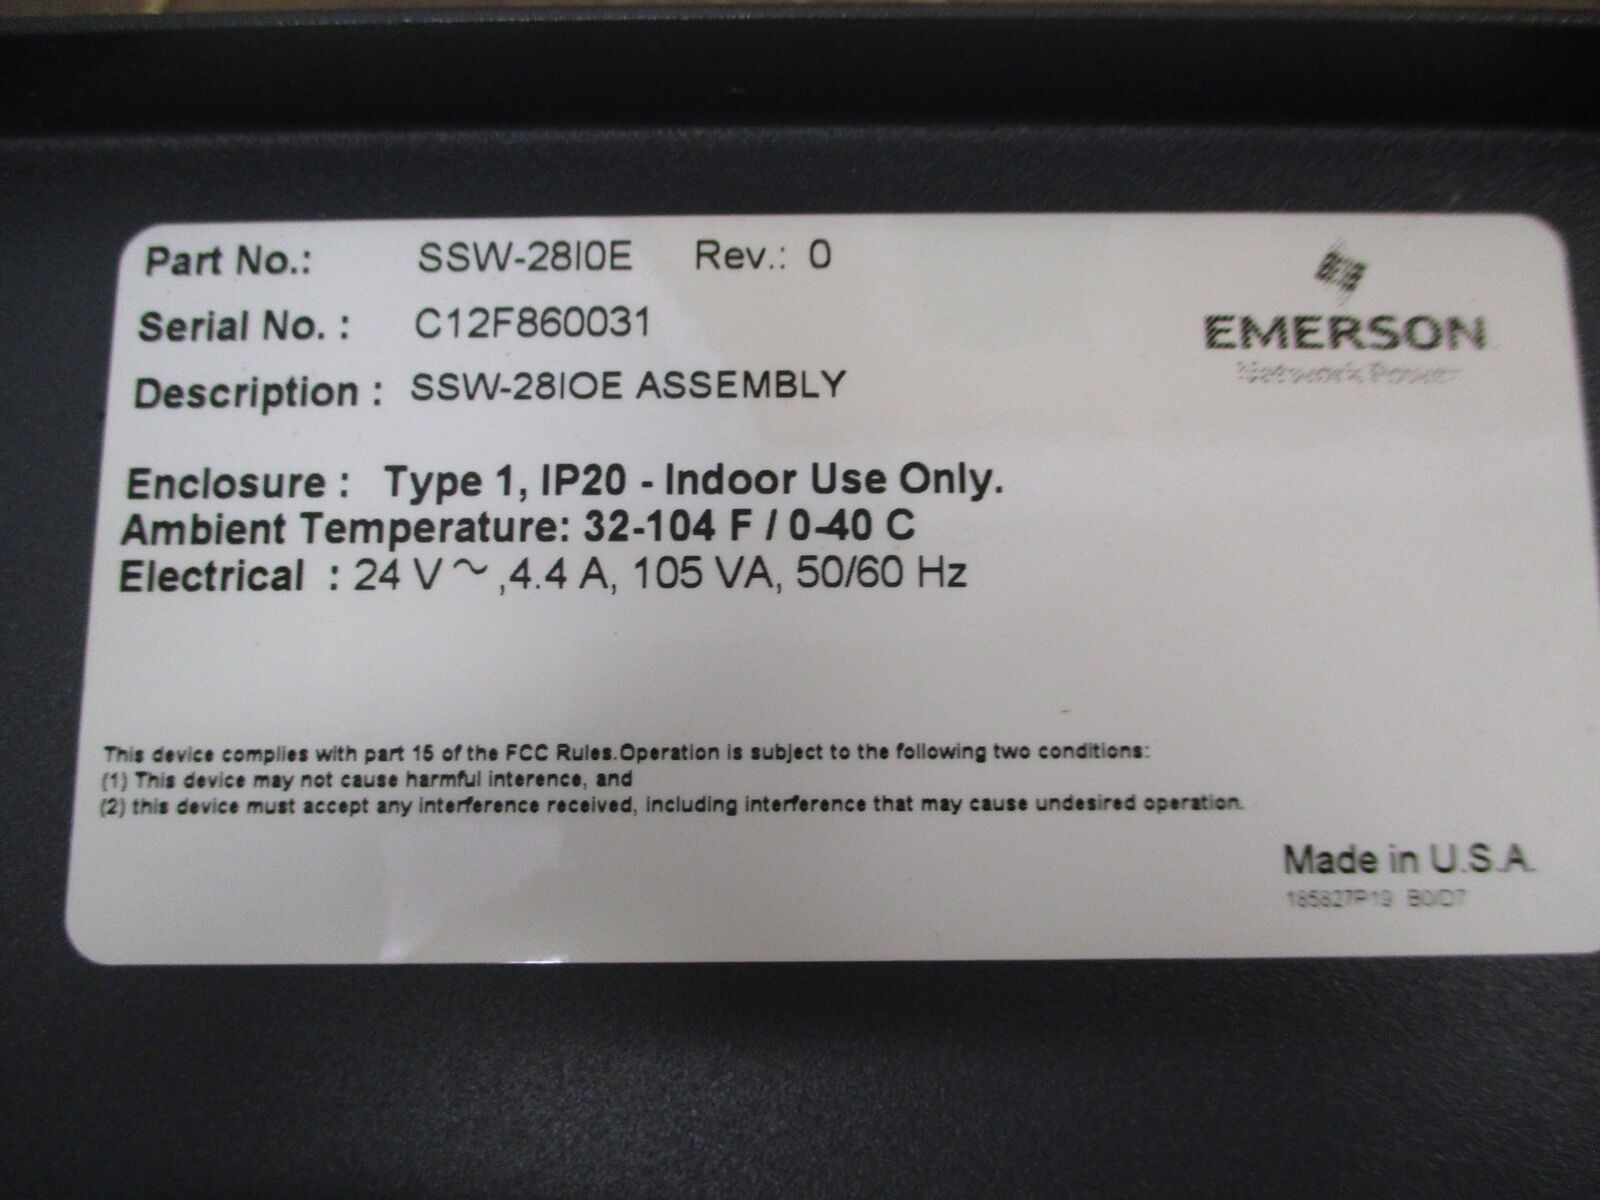 Part No.: SSW-28I0E Rev.: 0
Serial No. : C12F860031
Description : SSW-28IOE ASSEMBLY
EMERSON
Network Power
Enclosure : Type 1, IP20 - Indoor Use Only.
Ambient Temperature: 32-104 F / 0-40 C
Electrical : 24 V ~ ,4.4 A, 105 VA, 50/60 Hz
This device complies with part 15 of the FCC Rules.Operation is subject to the following two conditions:
(1) This device may not cause harmful interence, and
(2) this device must accept any interference received, including interference that may cause undesired operation.
Made in U.S.A.
185827P19